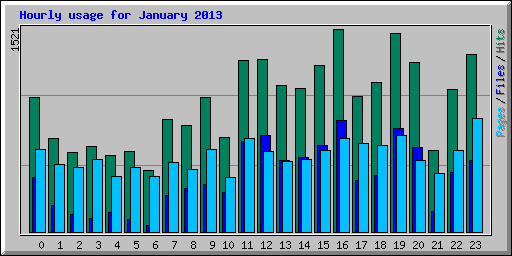 Hourly usage for January 2013
1521
Pages / Files / Hits
0 1 2 3 4 5 6 7 8 9 10 11 12 13 14 15 16 17 18 19 20 21 22 23